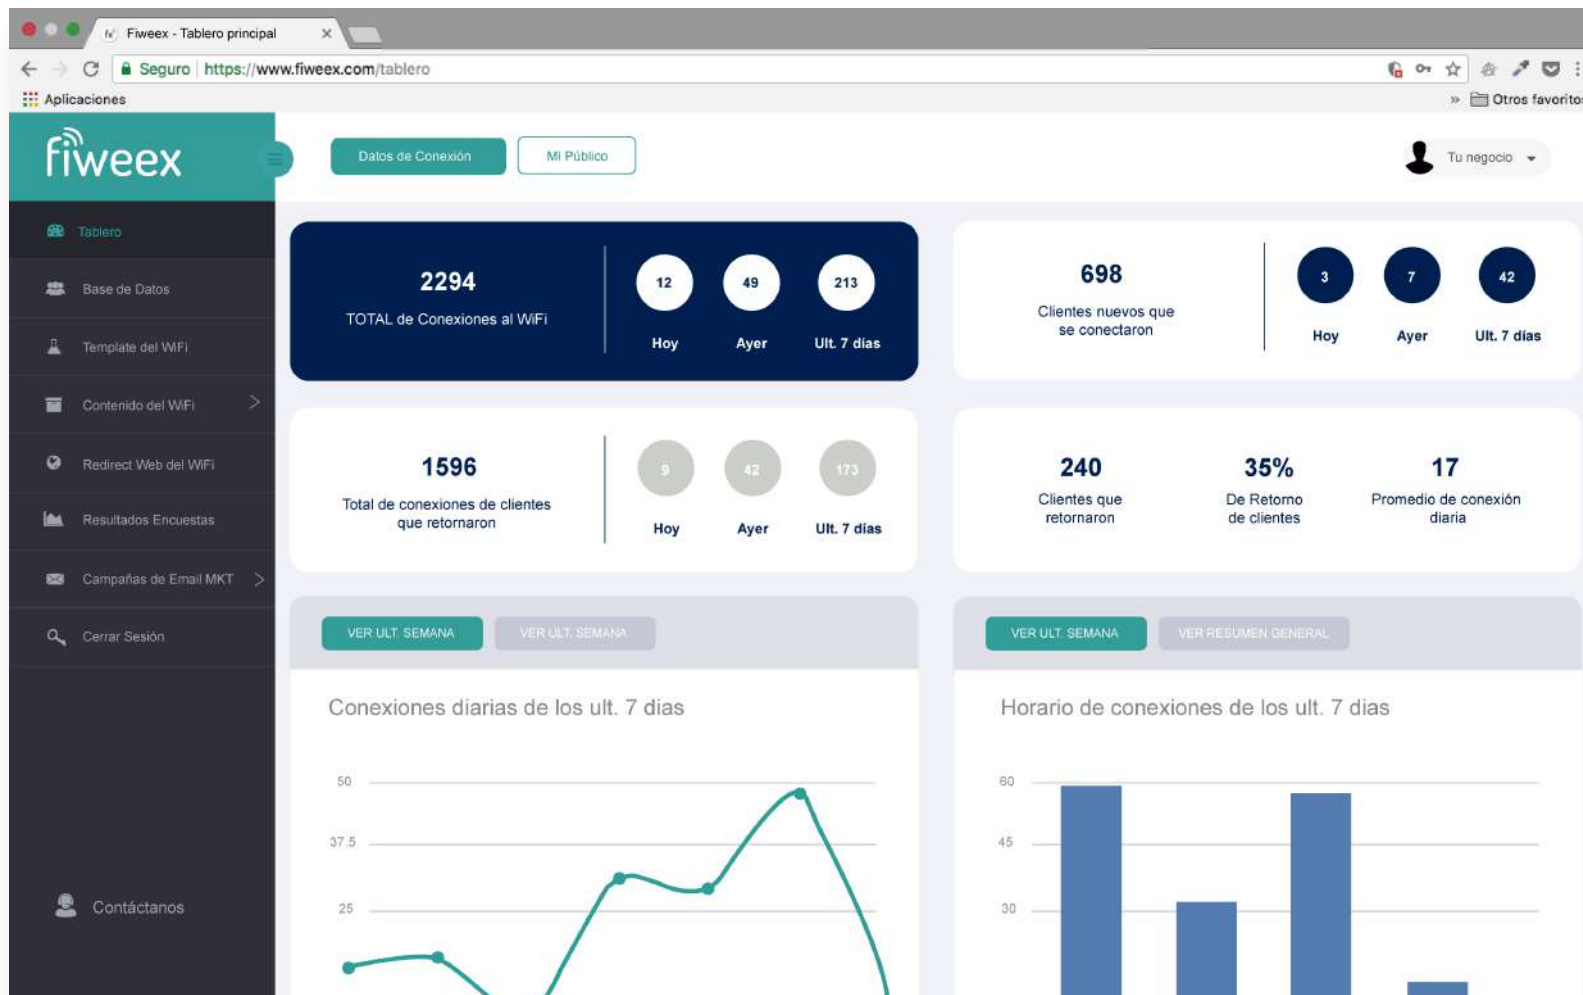 Fiweex - Tablero principal
Seguro https://www.fiweex.com/tablero
Aplicaciones
Otros favoritos
fiweex
Datos de Conexión
Mi Público
Tu negocio
Tablero
Base de Datos
Template del WiFi
Contenido del WiFi
Redirect Web del WiFi
Resultados Encuestas
Campañas de Email MKT
Cerrar Sesión
Contáctanos
2294
TOTAL de Conexiones al WiFi
12 49 213
Hoy Ayer Ult. 7 días
698
Clientes nuevos que
se conectaron
3 7 42
Hoy Ayer Ult. 7 días
1596
Total de conexiones de clientes
que retornaron
9 42 173
Hoy Ayer Ult. 7 días
240
Clientes que
retornaron
35%
De Retorno
de clientes
17
Promedio de conexión
diaria
VER ULT. SEMANA
VER ULT. SEMANA
Conexiones diarias de los ult. 7 dias
50
37.5
25
VER ULT. SEMANA
VER RESUMEN GENERAL
Horario de conexiones de los ult. 7 dias
60
45
30